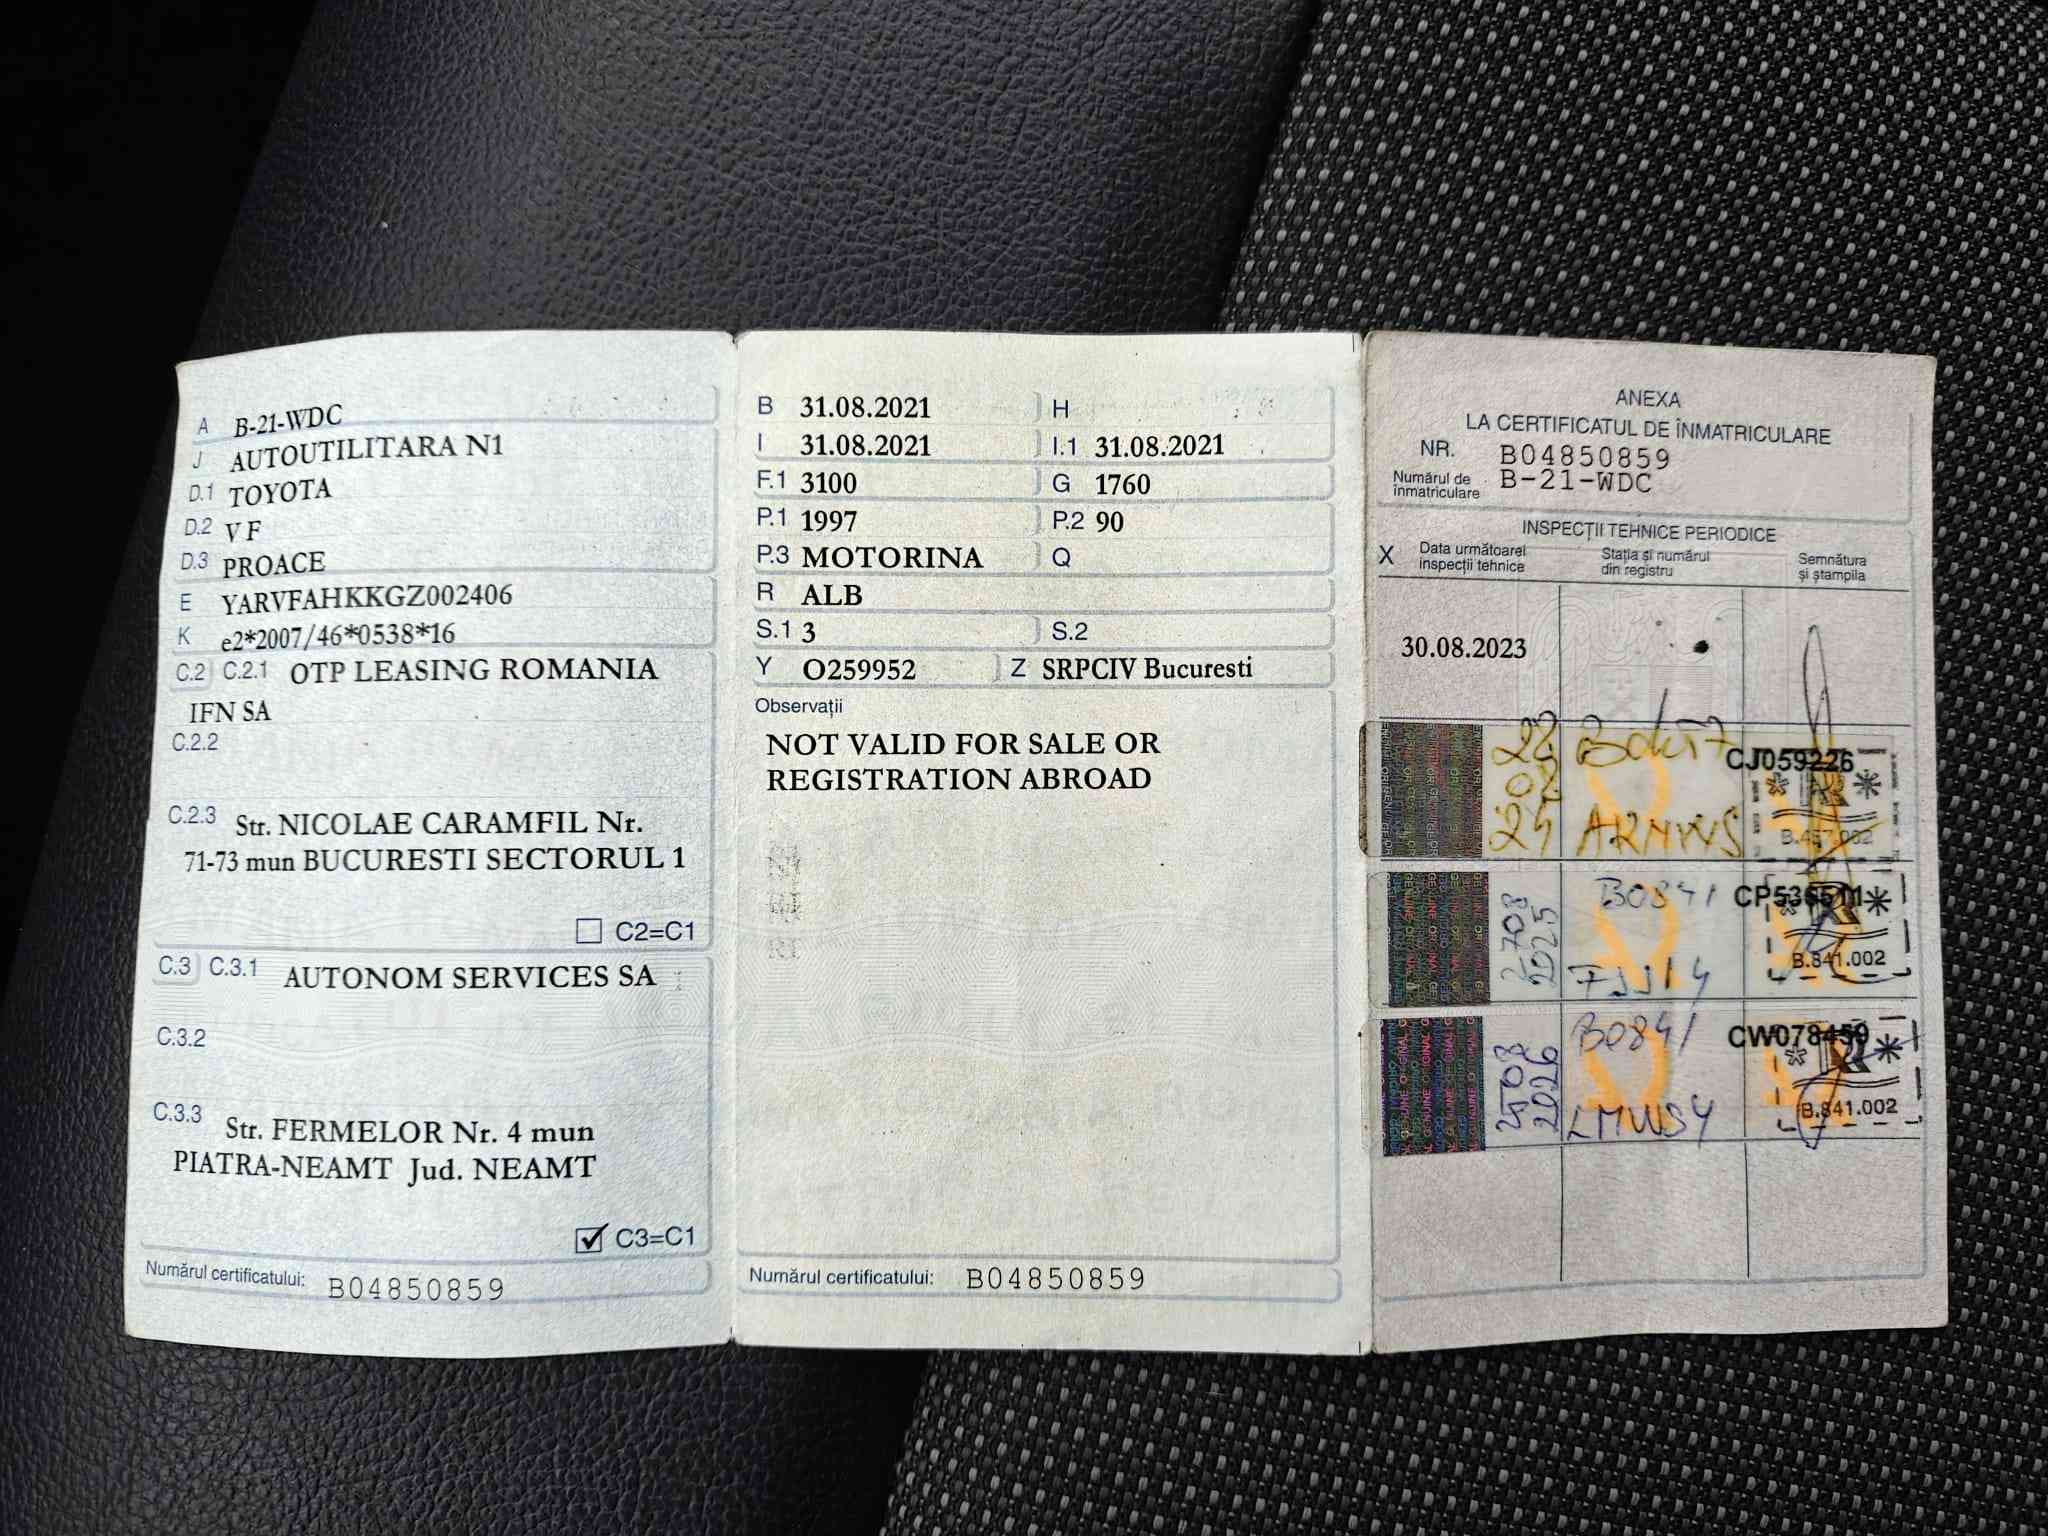 A B-21-WDC
J AUTOUTILITARA N1
D.1 TOYOTA
D.2 V F
D.3 PROACE
E YARVFAHKKGZ002406
K e2*2007/46*0538*16
C.2 C.2.1 OTP LEASING ROMANIA
IFN SA
C.2.2
C.2.3 Str. NICOLAE CARAMFIL Nr.
71-73 mun BUCURESTI SECTORUL 1
C2=C1
C.3 C.3.1 AUTONOM SERVICES SA
C.3.2
C.3.3 Str. FERMELOR Nr. 4 mun
PIATRA-NEAMT Jud. NEAMT
C3=C1
Numărul certificatului: B04850859
B 31.08.2021 H
I 31.08.2021 I.1 31.08.2021
F.1 3100 G 1760
P.1 1997 P.2 90
P.3 MOTORINA Q
R ALB
S.1 3 S.2
Y O259952 Z SRPCIV Bucuresti
Observații
NOT VALID FOR SALE OR
REGISTRATION ABROAD
Numărul certificatului: B04850859
ANEXA
LA CERTIFICATUL DE ÎNMATRICULARE
NR. B04850859
Numărul de
înmatriculare B-21-WDC
INSPECȚII TEHNICE PERIODICE
X Data următoarei
inspecții tehnice
Stația și numărul
din registru
Semnătura
și ștampila
30.08.2023
CJ059226
B0841 CP536511
2025
B.841.002
B0841 CW078459
2026
B.841.002